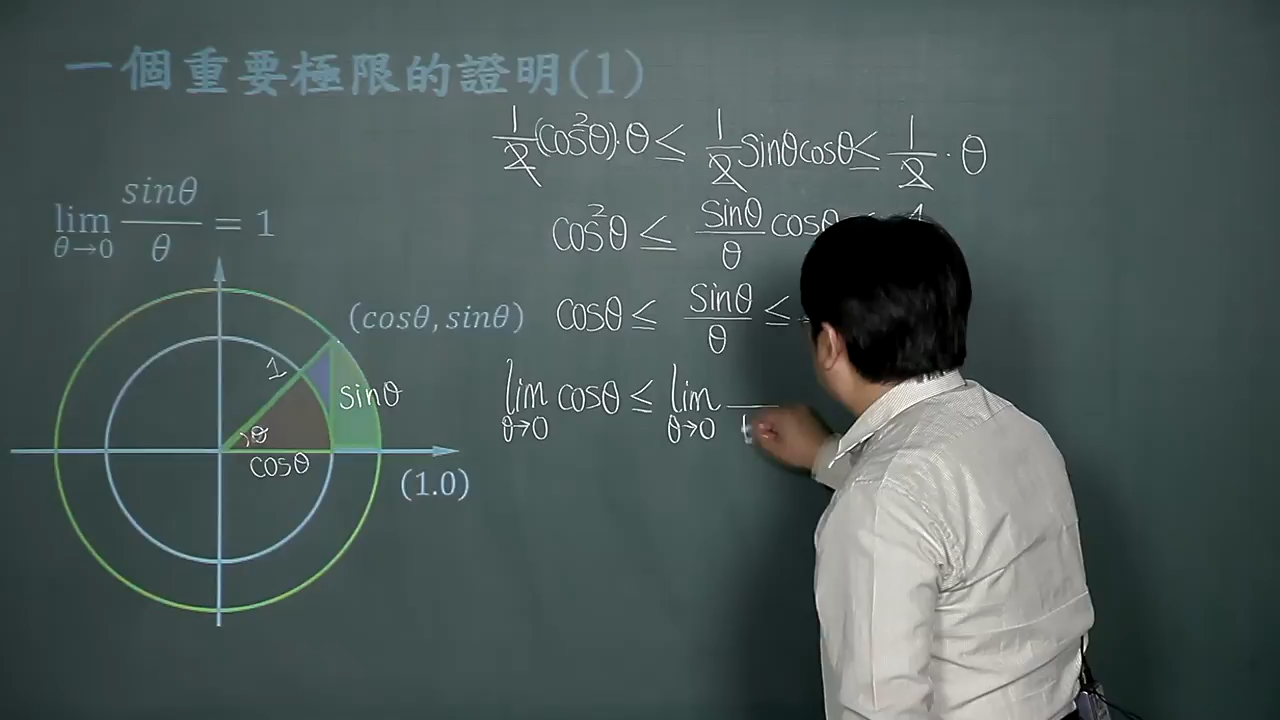 一個重要極限的證明(1)
lim θ→0 sinθ/θ = 1
(cosθ, sinθ)
1
sinθ
θ
cosθ
(1.0)
1/2 (cos²θ)·θ ≤ 1/2 sinθcosθ ≤ 1/2 · θ
cos²θ ≤ sinθ/θ cosθ ≤ 1
cosθ ≤ sinθ/θ ≤
lim θ→0 cosθ ≤ lim θ→0